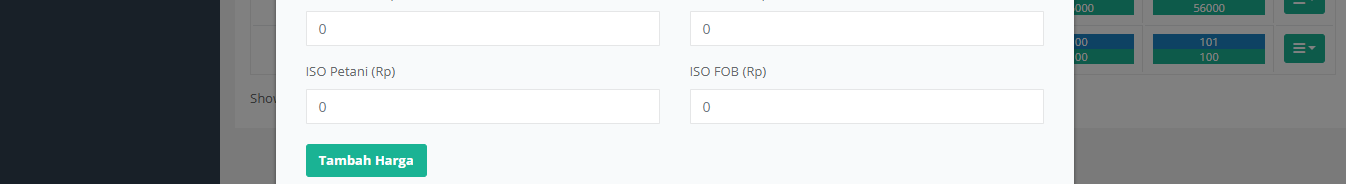 56000
0 0
101
100
ISO Petani (Rp) ISO FOB (Rp)
Show
0 0
Tambah Harga